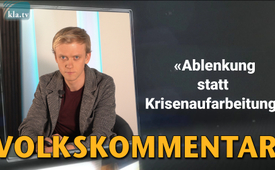 kla.tv
«Ablenkung
statt
Krisenaufarbeitung
VOLKSKOMMENTAR